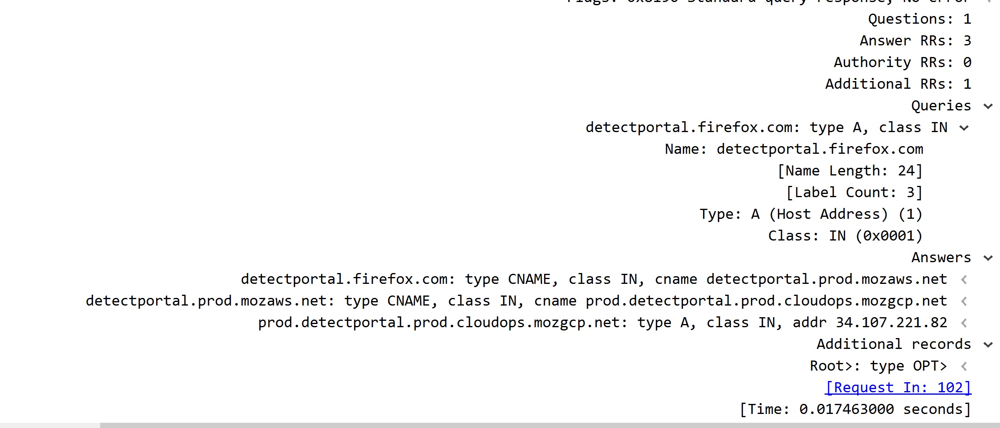 Flags: 0x8190 Standard query response, No error
Questions: 1
Answer RRs: 3
Authority RRs: 0
Additional RRs: 1
Queries
detectportal.firefox.com: type A, class IN
Name: detectportal.firefox.com
[Name Length: 24]
[Label Count: 3]
Type: A (Host Address) (1)
Class: IN (0x0001)
Answers
detectportal.firefox.com: type CNAME, class IN, cname detectportal.prod.mozaws.net
detectportal.prod.mozaws.net: type CNAME, class IN, cname prod.detectportal.prod.cloudops.mozgcp.net
prod.detectportal.prod.cloudops.mozgcp.net: type A, class IN, addr 34.107.221.82
Additional records
Root>: type OPT>
[Request In: 102]
[Time: 0.017463000 seconds]